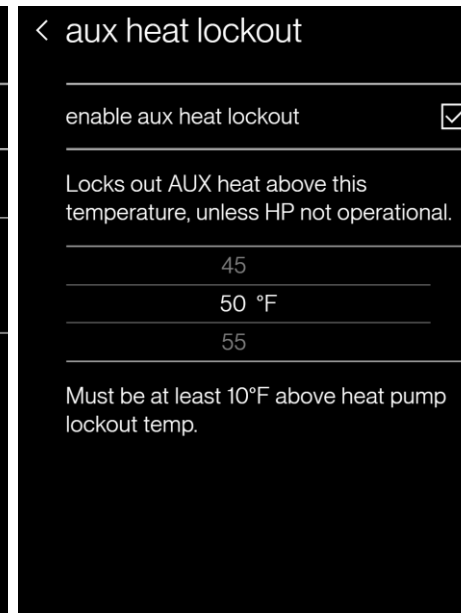 < aux heat lockout
enable aux heat lockout
Locks out AUX heat above this
temperature, unless HP not operational.
45
50 °F
55
Must be at least 10°F above heat pump
lockout temp.